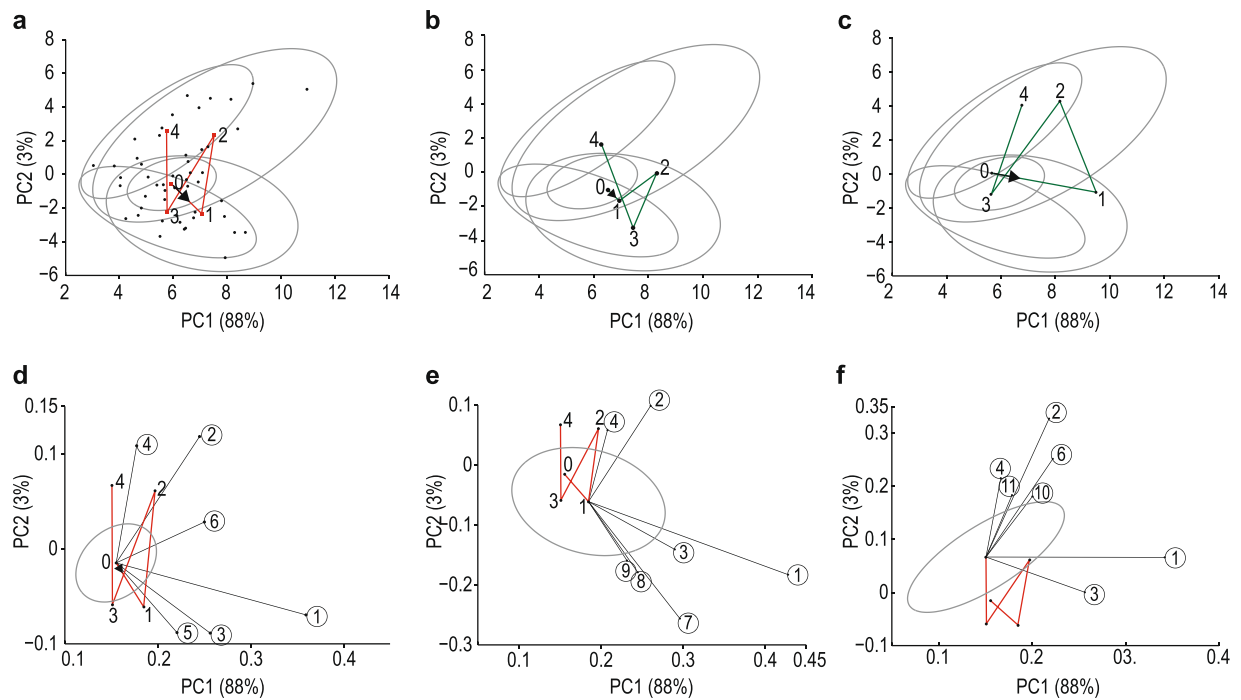 a
8
6
4
2
0
−2
−4
−6
PC2 (3%)
4
2
0
3
1
2 4 6 8 10 12 14
PC1 (88%)
b
8
6
4
2
0
−2
−4
−6
PC2 (3%)
4
2
0
1
3
2 4 6 8 10 12 14
PC1 (88%)
c
8
6
4
2
0
−2
−4
−6
PC2 (3%)
4 2
0
3 1
2 4 6 8 10 12 14
PC1 (88%)
d
0.15
0.1
0
−0.1
PC2 (3%)
4 2
4 2
6
0
3 1
1
5 3
0.1 0.2 0.3 0.4
PC1 (88%)
e
0.1
0
−0.1
−0.2
−0.3
PC2 (3%)
2
4 2 4
0
3 1
3
9 8 1
7
0.1 0.2 0.3 0.4 0.45
PC1 (88%)
f
0.35
0.3
0.2
0.1
0
−0.1
PC2 (3%)
2
4 6
11 10
1
3
0.1 0.2 03. 0.4
PC1 (88%)